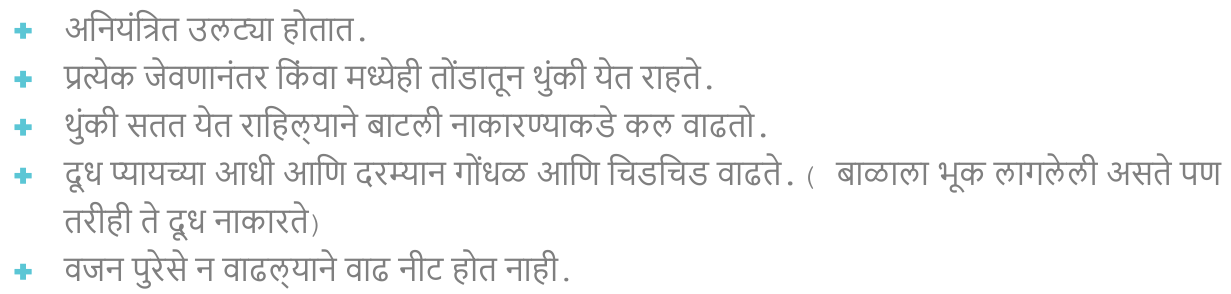 अनियंत्रित उलट्या होतात.
प्रत्येक जेवणानंतर किंवा मध्येही तोंडातून थुंकी येत राहते.
थुंकी सतत येत राहिल्याने बाटली नाकारण्याकडे कल वाढतो.
दूध प्यायच्या आधी आणि दरम्यान गोंधळ आणि चिडचिड वाढते. ( बाळाला भूक लागलेली असते पण
तरीही ते दूध नाकारते)
वजन पुरेसे न वाढल्याने वाढ नीट होत नाही.